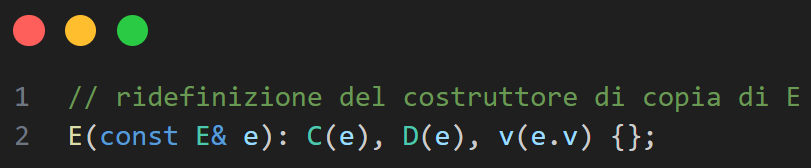 1 // ridefinizione del costruttore di copia di E
2 E(const E& e): C(e), D(e), v(e.v) {};